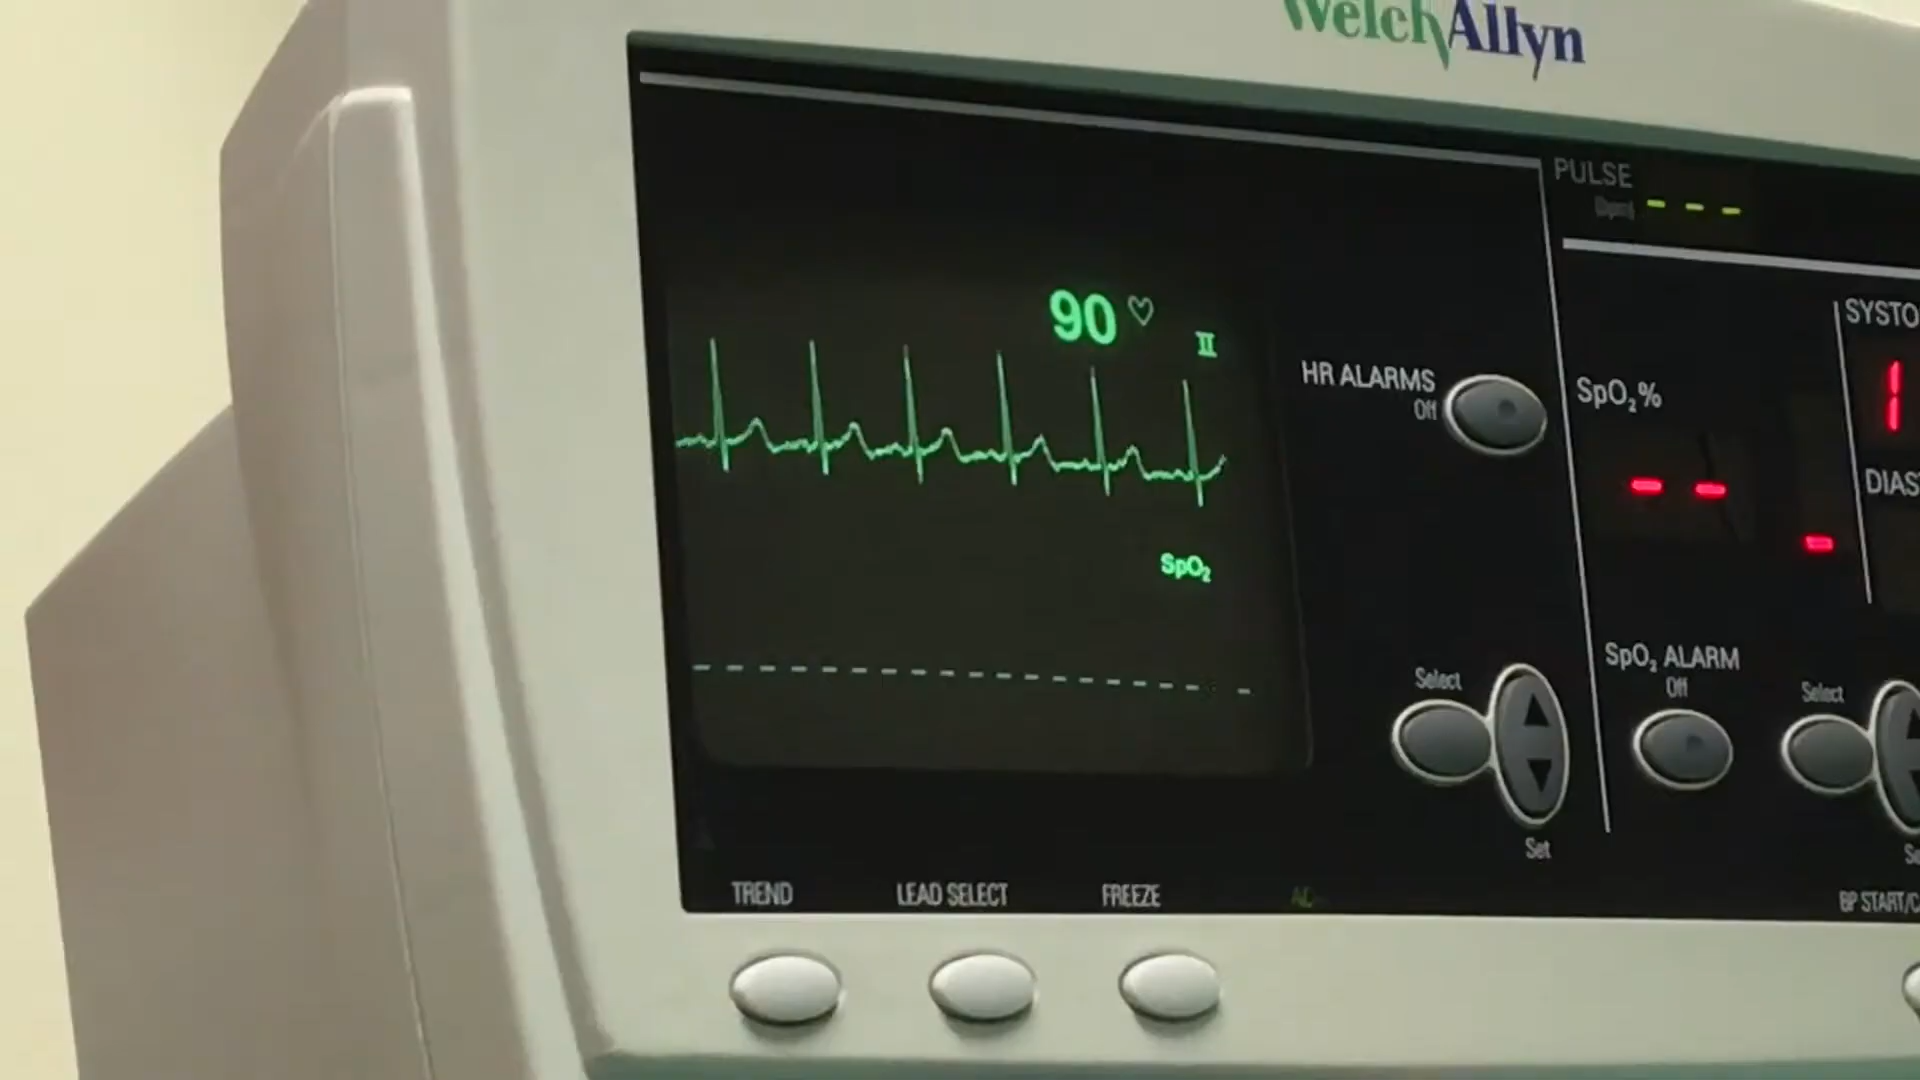 WelchAllyn
PULSE
- - -
90 ♡
II
SYSTO
HR ALARMS
Off
SpO₂%
- -
DIAS
-
SpO₂
Select
SpO₂ ALARM
Off
Select
Set
TREND
LEAD SELECT
FREEZE
AC
BP START/C